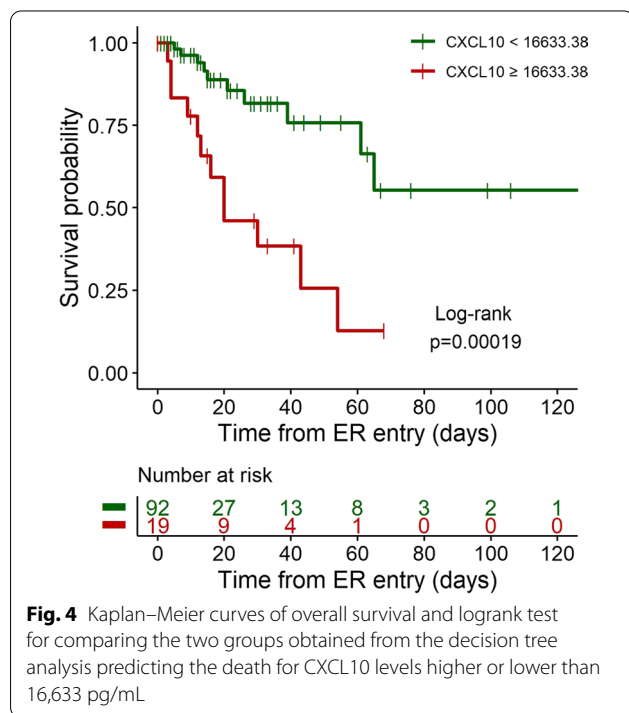 CXCL10 < 16633.38
CXCL10 ≥ 16633.38
Survival probability
1.00
0.75
0.50
0.25
0.00
Log-rank
p=0.00019
0 20 40 60 80 100 120
Time from ER entry (days)
Number at risk
92 27 13 8 3 2 1
19 9 4 1 0 0 0
0 20 40 60 80 100 120
Time from ER entry (days)
Fig. 4 Kaplan–Meier curves of overall survival and logrank test
for comparing the two groups obtained from the decision tree
analysis predicting the death for CXCL10 levels higher or lower than
16,633 pg/mL